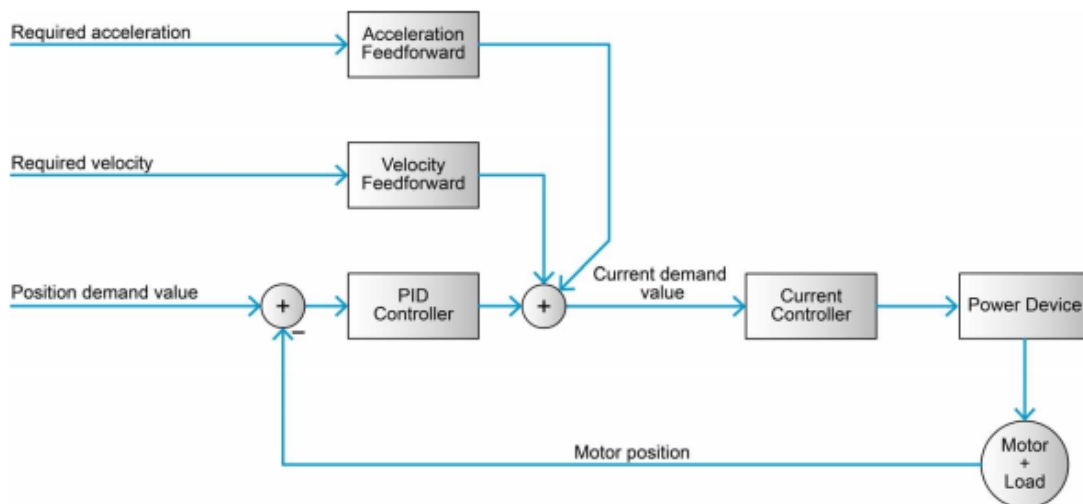 Required acceleration
Acceleration
Feedforward
Required velocity
Velocity
Feedforward
Position demand value
+
−
PID
Controller
+
Current demand
value
Current
Controller
Power Device
Motor position
Motor
+
Load